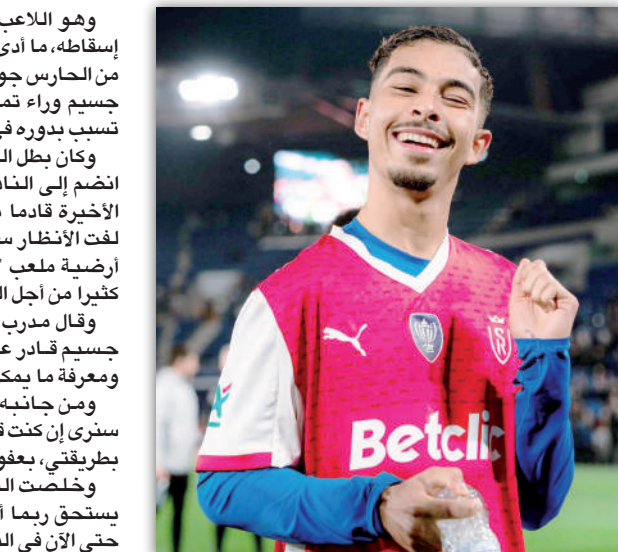 وهو اللاعب
إسقاطه، ما أدى
من الحارس
جسيم وراء
تسبب بدوره
وكان بطل
انضم إلى
الأخيرة قادما
لفت الأنظار
أرضية ملعب
كثيرا من أجل
وقال مدرب
جسيم قادر
ومعرفة ما
ومن جانبه
سنرى إن كنت
بطريقتي،
وخلصت
يستحق ربما
حتى الآن في
Betclic